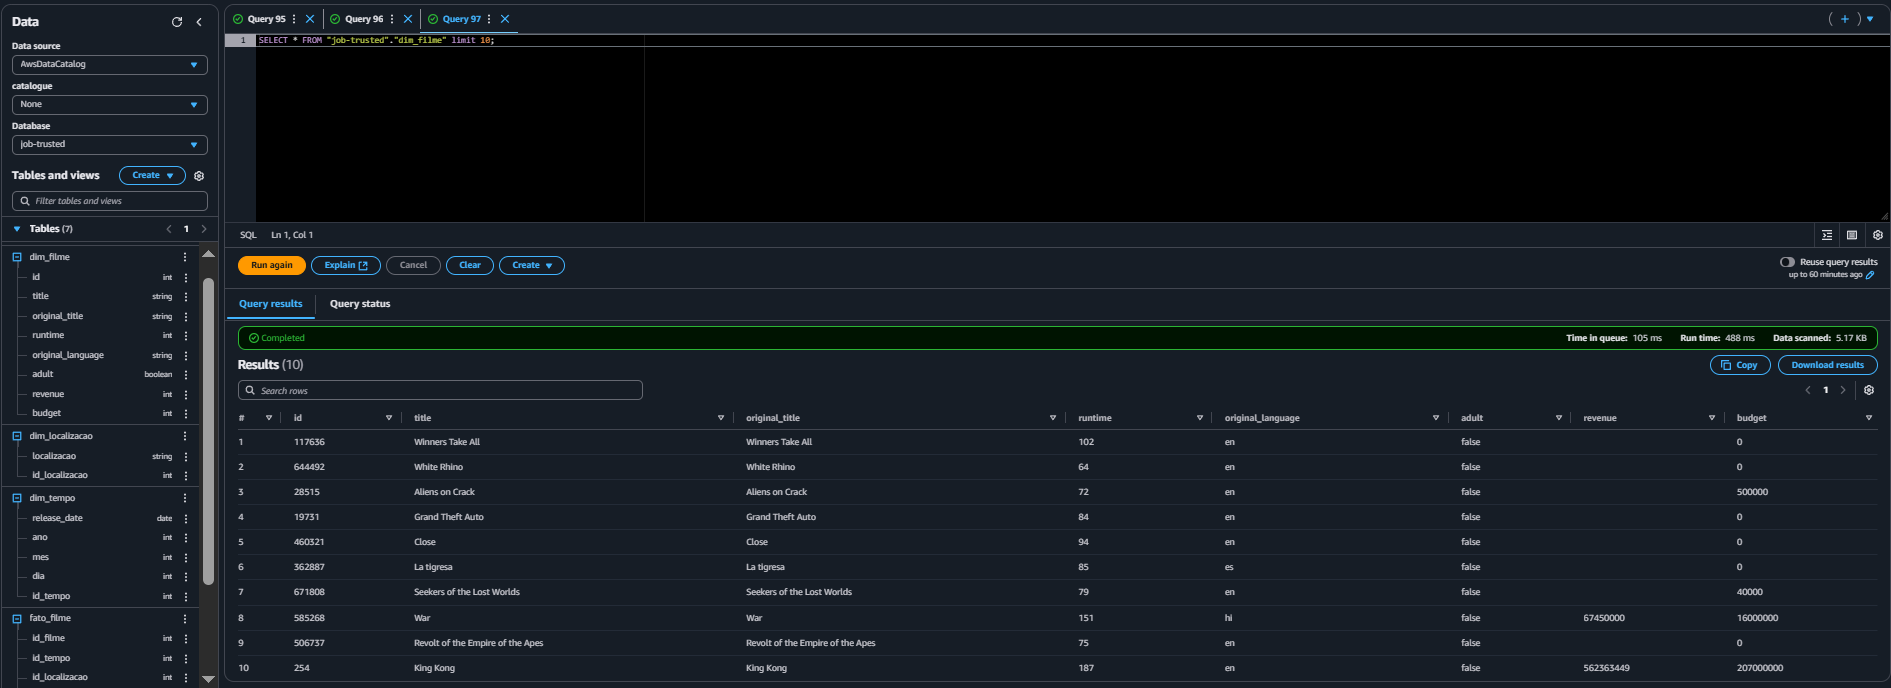 Data
Data source
AwsDataCatalog
catalogue
None
Database
job-trusted
Tables and views
Create
Filter tables and views
Tables (7)
1
dim_filme
id int
title string
original_title string
runtime int
original_language string
adult boolean
revenue int
budget int
dim_localizacao
localizacao string
id_localizacao int
dim_tempo
release_date date
ano int
mes int
dia int
id_tempo int
fato_filme
id_filme int
id_tempo int
id_localizacao int
Query 95 Query 96 Query 97
1 SELECT * FROM "job-trusted"."dim_filme" limit 10;
SQL Ln 1, Col 1
Run again Explain Cancel Clear Create
Reuse query results
up to 60 minutes ago
Query results Query status
Completed Time in queue: 105 ms Run time: 488 ms Data scanned: 5.17 KB
Results (10)
Copy Download results
Search rows
1
# id title original_title runtime original_language adult revenue budget
1 117636 Winners Take All Winners Take All 102 en false 0
2 644492 White Rhino White Rhino 64 en false 0
3 28515 Aliens on Crack Aliens on Crack 72 en false 500000
4 19731 Grand Theft Auto Grand Theft Auto 84 en false 0
5 460321 Close Close 94 en false 0
6 362887 La tigresa La tigresa 85 es false 0
7 671808 Seekers of the Lost Worlds Seekers of the Lost Worlds 79 en false 40000
8 585268 War War 151 hi false 67450000 16000000
9 506737 Revolt of the Empire of the Apes Revolt of the Empire of the Apes 75 en false 0
10 254 King Kong King Kong 187 en false 562363449 207000000